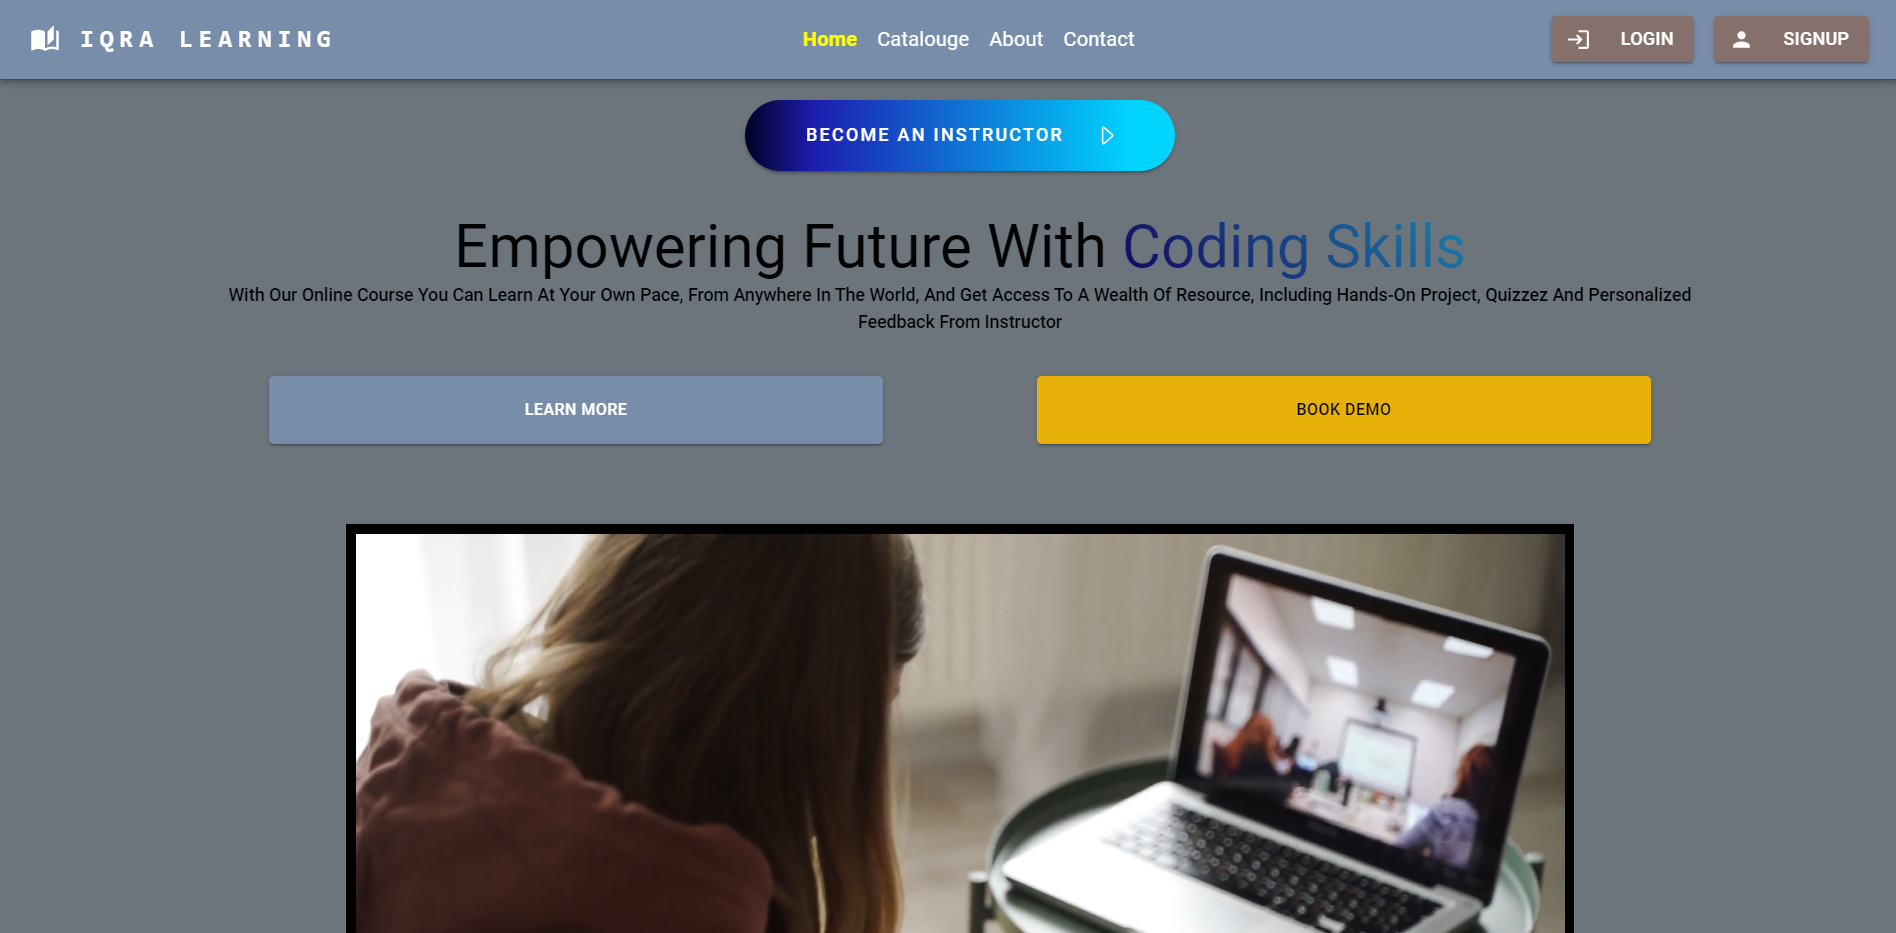 IQRA LEARNING
Home Catalouge About Contact
LOGIN SIGNUP
BECOME AN INSTRUCTOR
Empowering Future With Coding Skills
With Our Online Course You Can Learn At Your Own Pace, From Anywhere In The World, And Get Access To A Wealth Of Resource, Including Hands-On Project, Quizzez And Personalized
Feedback From Instructor
LEARN MORE
BOOK DEMO